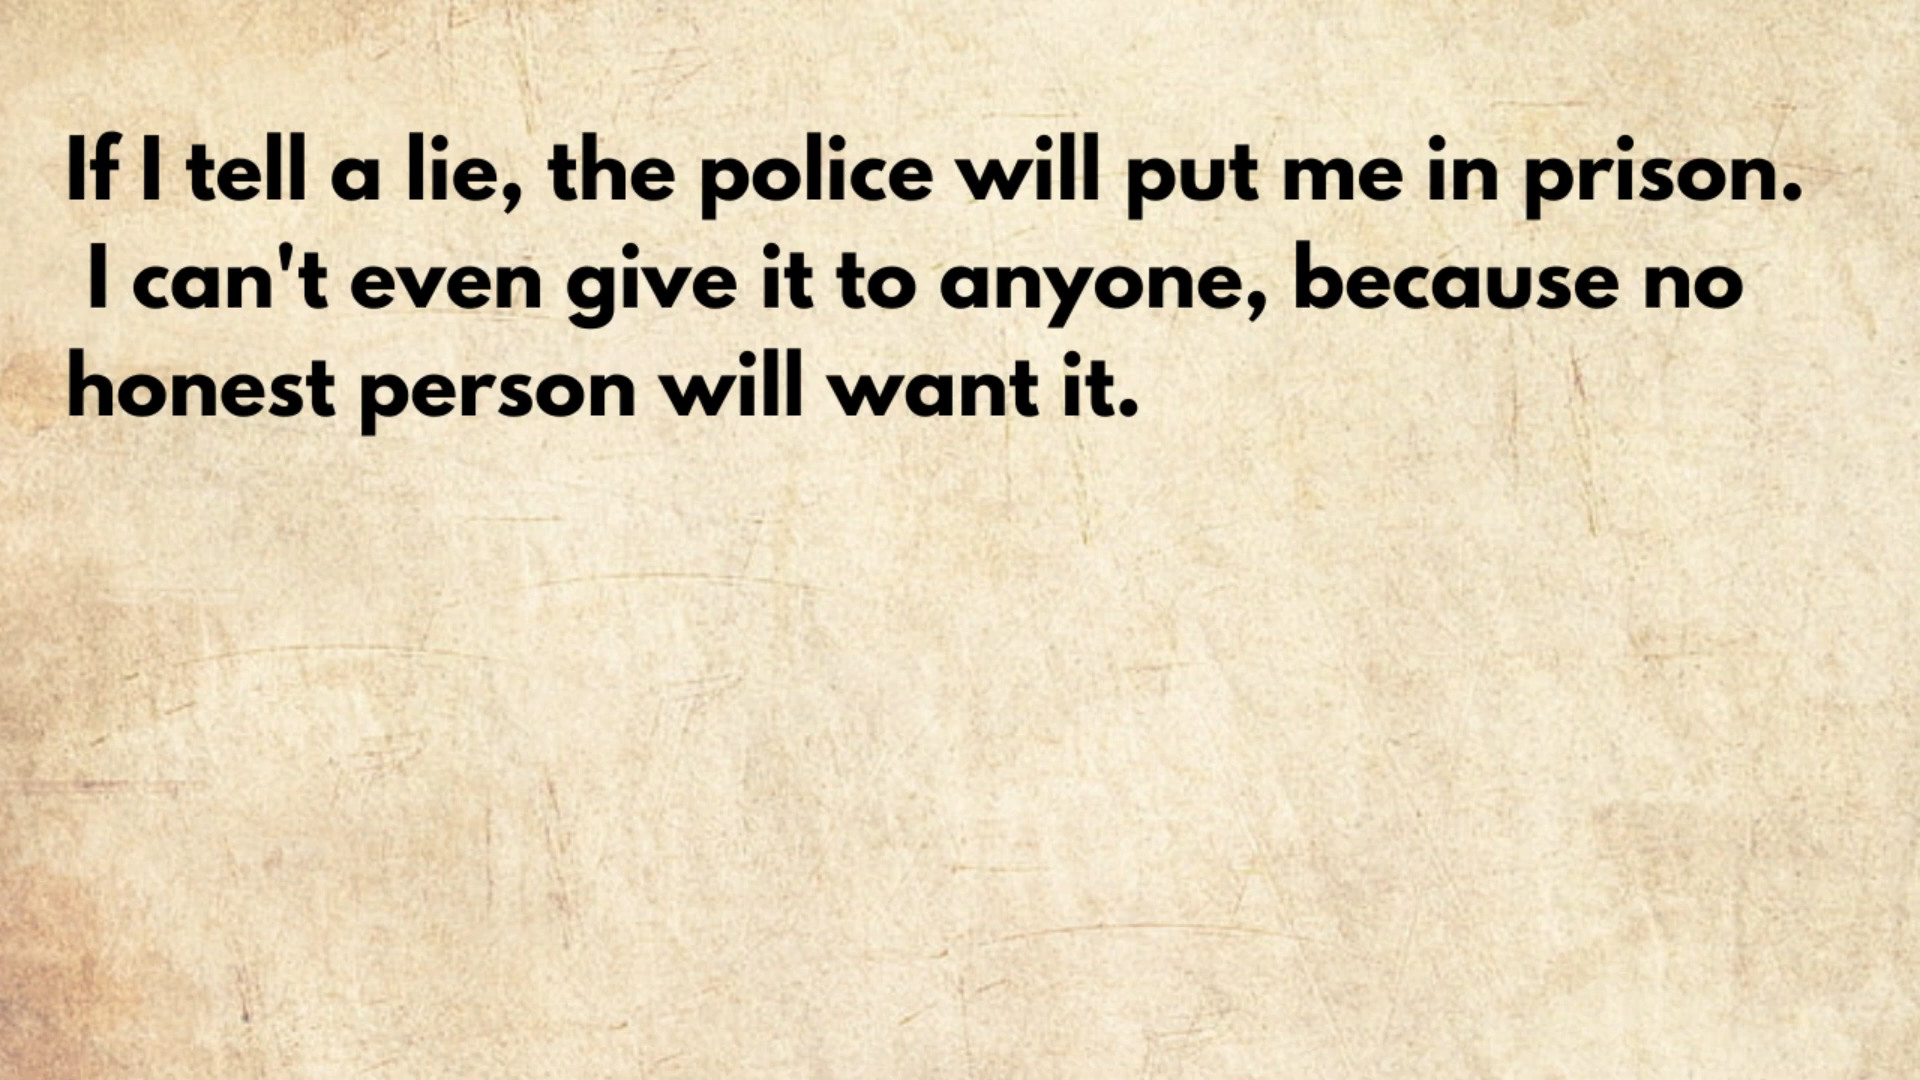 If I tell a lie, the police will put me in prison.
I can't even give it to anyone, because no
honest person will want it.